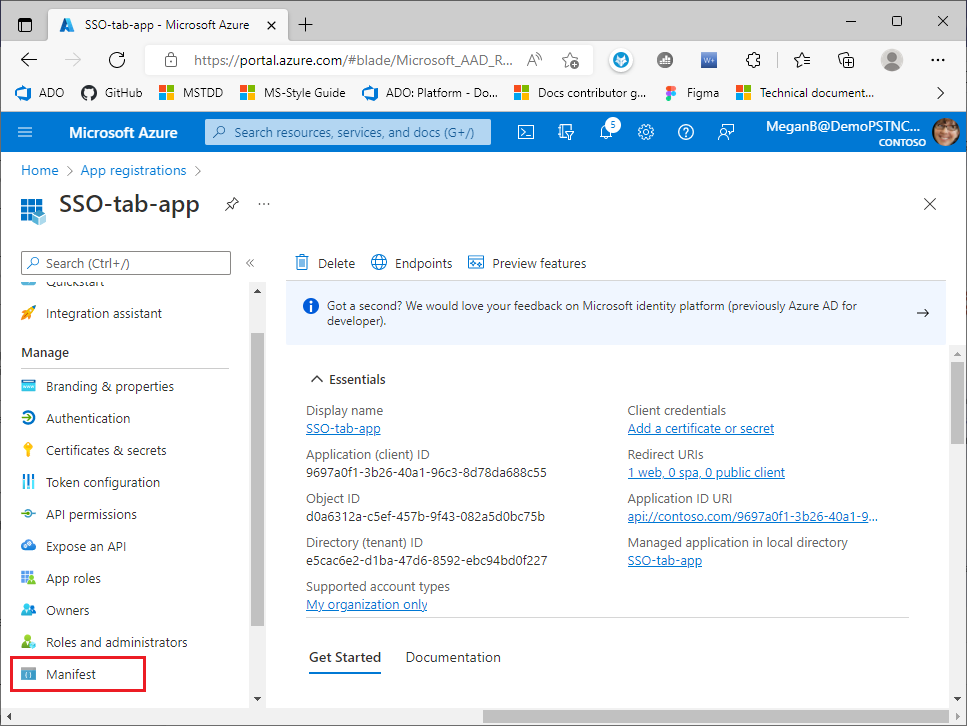 SSO-tab-app - Microsoft Azure
https://portal.azure.com/#blade/Microsoft_AAD_R...
ADO
GitHub
MSTDD
MS-Style Guide
ADO: Platform - Do...
Docs contributor g...
Figma
Technical document...
Microsoft Azure
Search resources, services, and docs (G+/)
5
MeganB@DemoPSTNC...
CONTOSO
Home > App registrations >
SSO-tab-app
Search (Ctrl+/)
Quickstart
Integration assistant
Manage
Branding & properties
Authentication
Certificates & secrets
Token configuration
API permissions
Expose an API
App roles
Owners
Roles and administrators
Manifest
Delete
Endpoints
Preview features
Got a second? We would love your feedback on Microsoft identity platform (previously Azure AD for
developer).
Essentials
Display name
SSO-tab-app
Application (client) ID
9697a0f1-3b26-40a1-96c3-8d78da688c55
Object ID
d0a6312a-c5ef-457b-9f43-082a5d0bc75b
Directory (tenant) ID
e5cac6e2-d1ba-47d6-8592-ebc94bd0f227
Supported account types
My organization only
Client credentials
Add a certificate or secret
Redirect URIs
1 web, 0 spa, 0 public client
Application ID URI
api://contoso.com/9697a0f1-3b26-40a1-9...
Managed application in local directory
SSO-tab-app
Get Started
Documentation